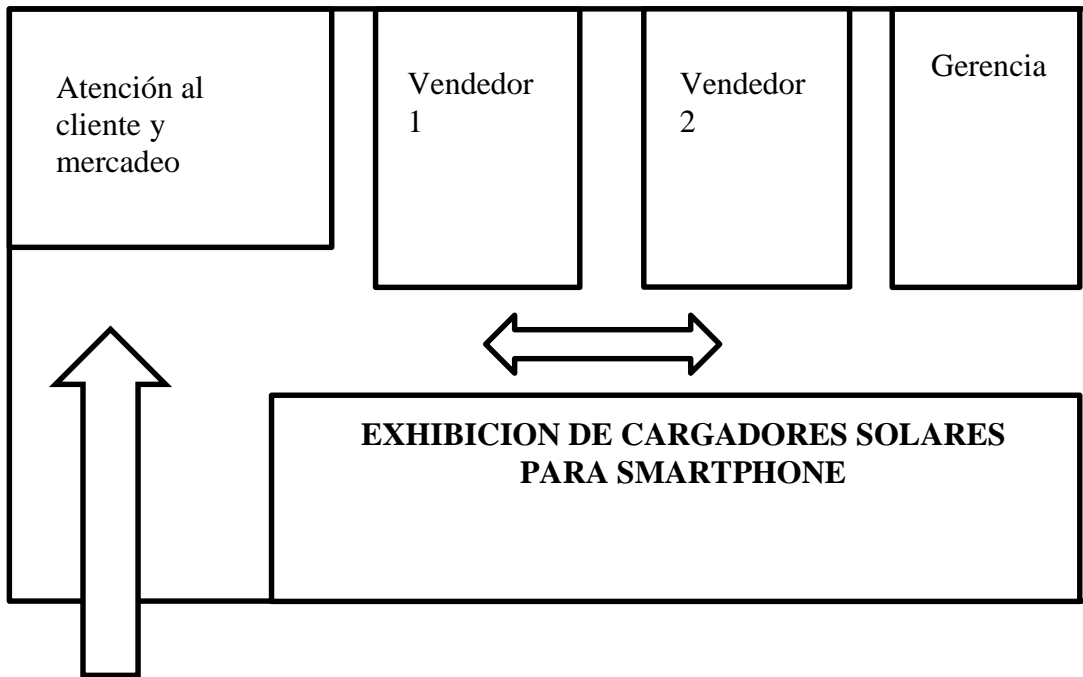 Atención al
cliente y
mercadeo
Vendedor
1
Vendedor
2
Gerencia
EXHIBICION DE CARGADORES SOLARES
PARA SMARTPHONE